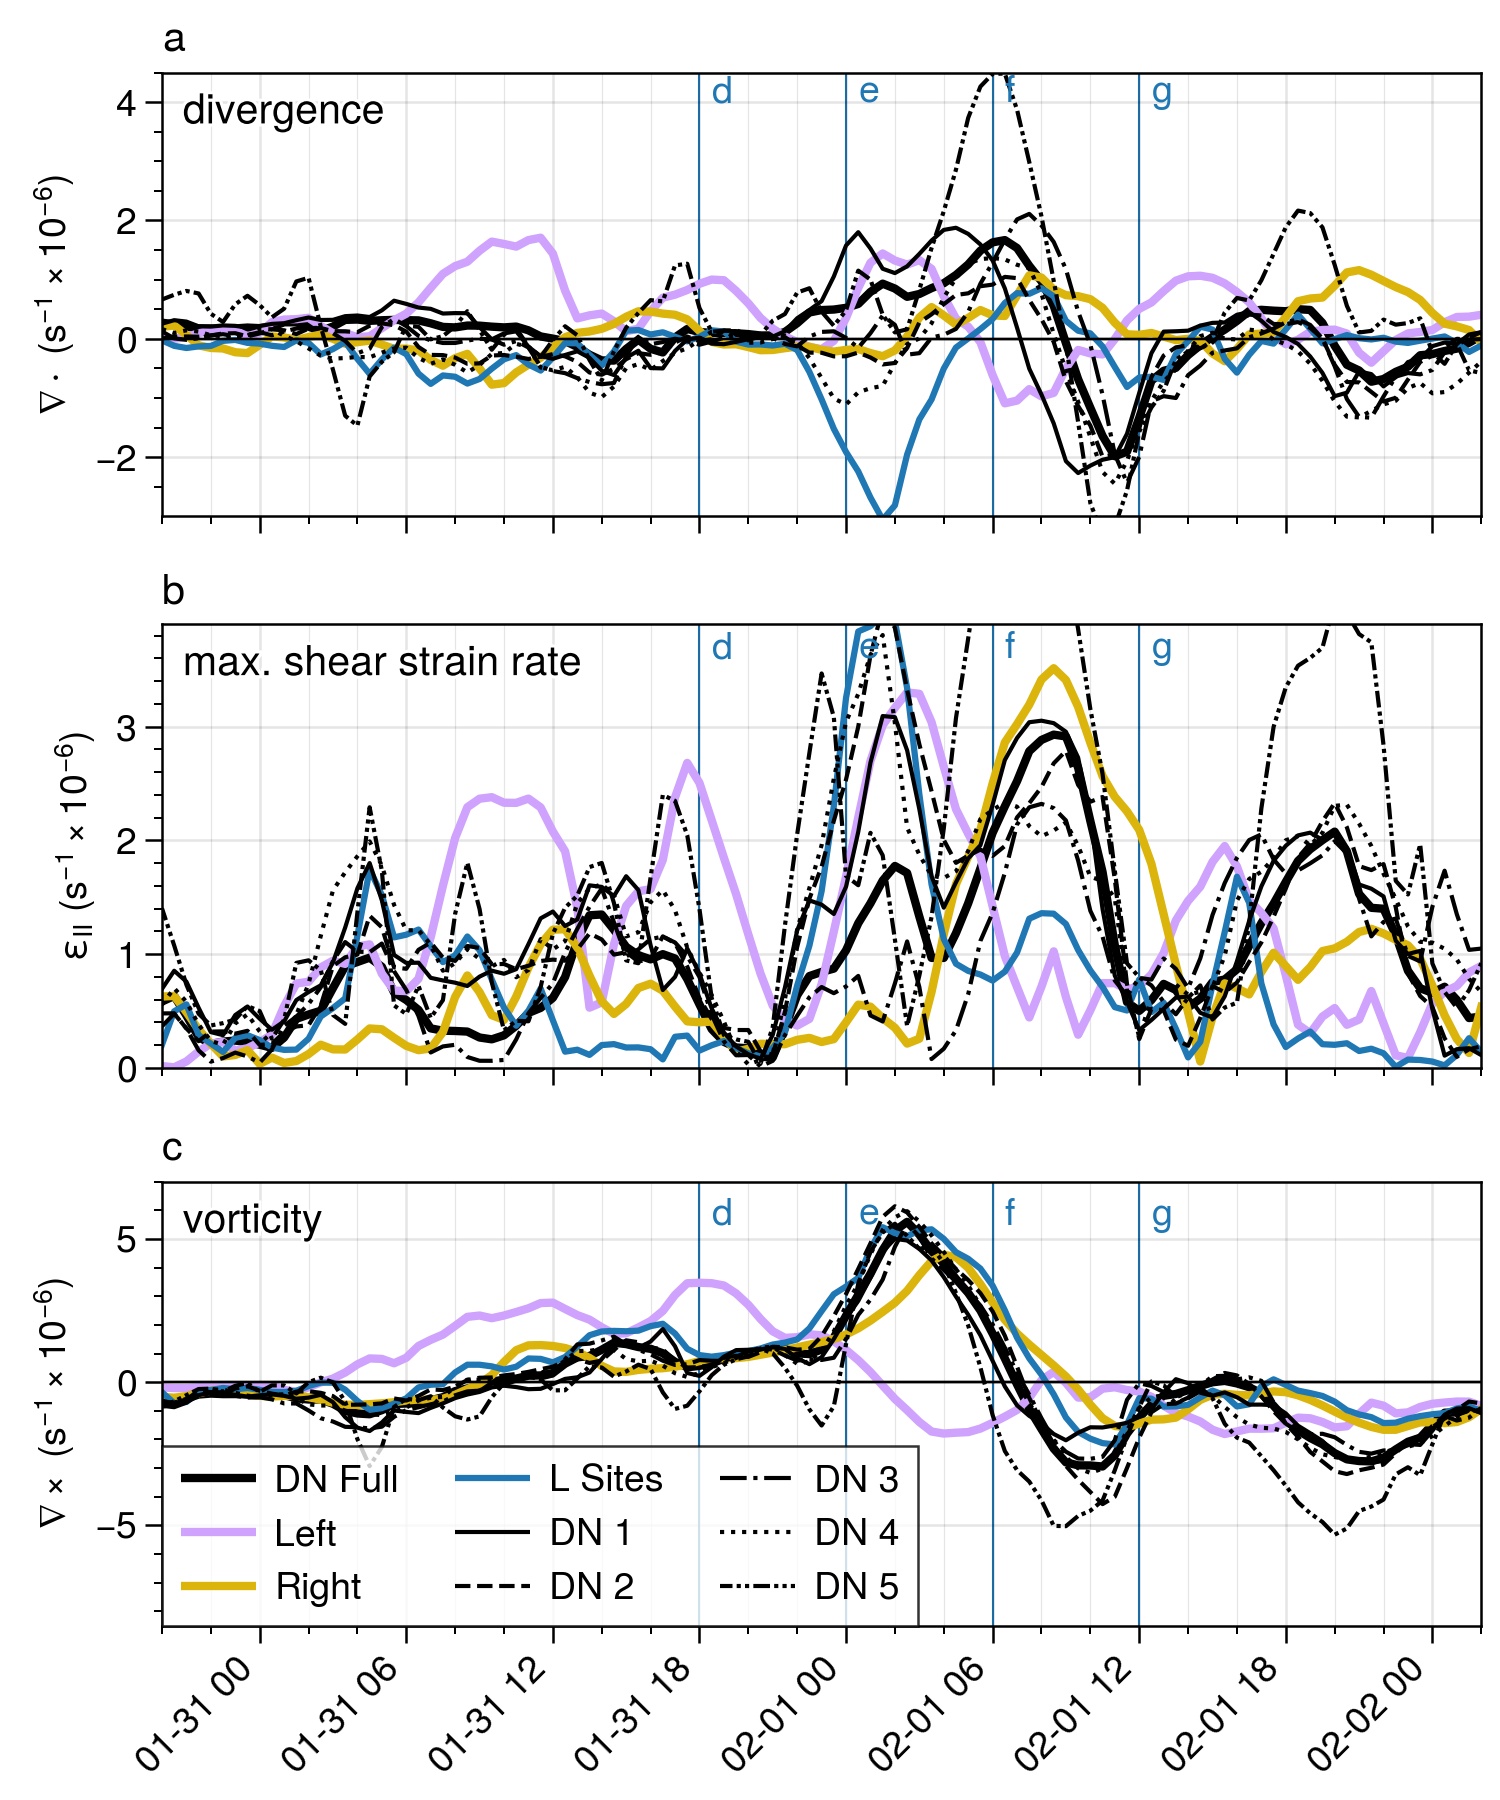 a
divergence
d e f g
4
2
0
−2
∇· (s⁻¹ × 10⁻⁶)
b
max. shear strain rate
d e f g
3
2
1
0
ε_II (s⁻¹ × 10⁻⁶)
c
vorticity
d e f g
5
0
−5
∇× (s⁻¹ × 10⁻⁶)
DN Full L Sites DN 3
Left DN 1 DN 4
Right DN 2 DN 5
01-31 00 01-31 06 01-31 12 01-31 18 02-01 00 02-01 06 02-01 12 02-01 18 02-02 00